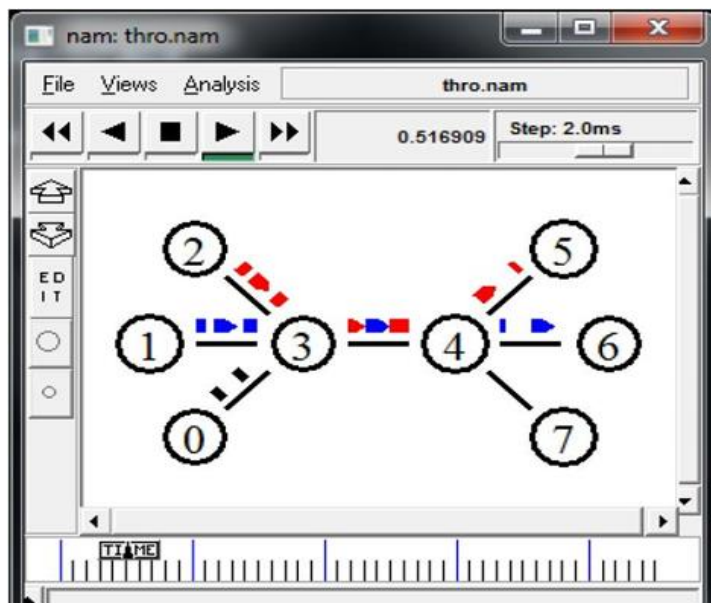 nam: thro.nam
File Views Analysis thro.nam
0.516909 Step: 2.0ms
ED
IT
2 5
1 3 4 6
0 7
TIME